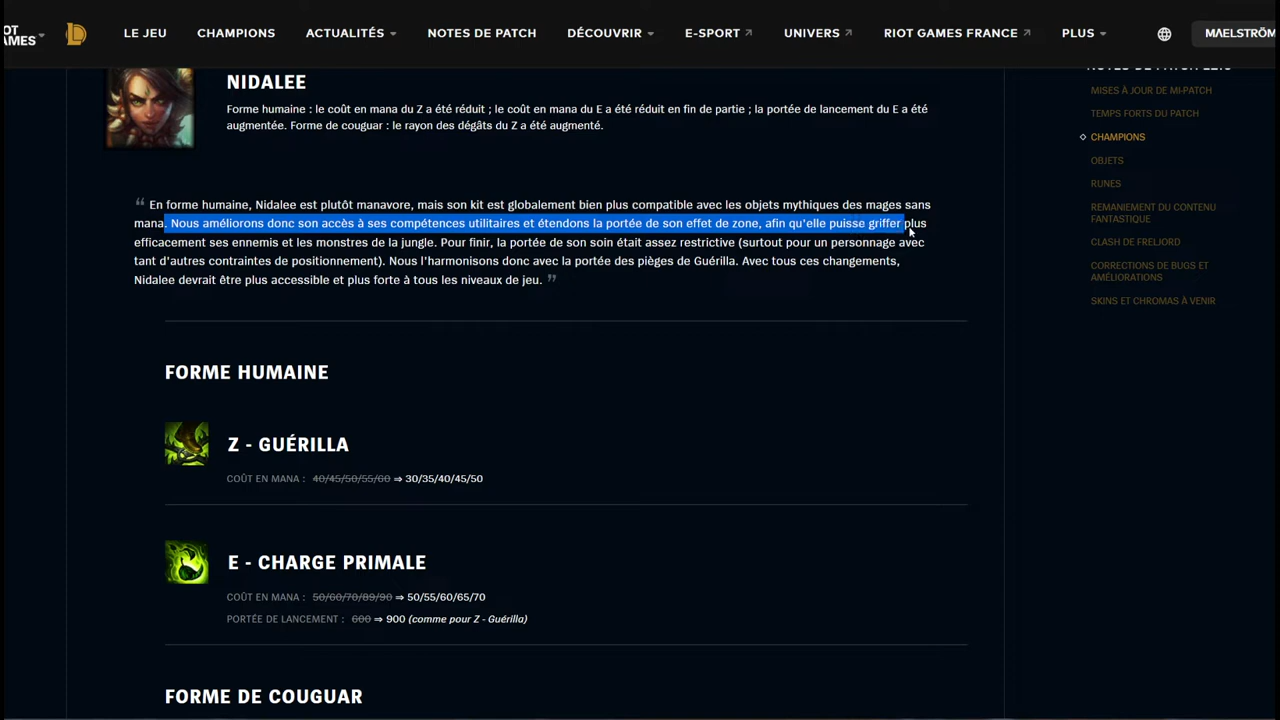 OT
AMES
LE JEU
CHAMPIONS
ACTUALITÉS
NOTES DE PATCH
DÉCOUVRIR
E-SPORT
UNIVERS
RIOT GAMES FRANCE
PLUS
MAELSTRÖM
NIDALEE
Forme humaine : le coût en mana du Z a été réduit ; le coût en mana du E a été réduit en fin de partie ; la portée de lancement du E a été
augmentée. Forme de couguar : le rayon des dégâts du Z a été augmenté.
“ En forme humaine, Nidalee est plutôt manavore, mais son kit est globalement bien plus compatible avec les objets mythiques des mages sans
mana. Nous améliorons donc son accès à ses compétences utilitaires et étendons la portée de son effet de zone, afin qu'elle puisse griffer plus
efficacement ses ennemis et les monstres de la jungle. Pour finir, la portée de son soin était assez restrictive (surtout pour un personnage avec
tant d'autres contraintes de positionnement). Nous l'harmonisons donc avec la portée des pièges de Guérilla. Avec tous ces changements,
Nidalee devrait être plus accessible et plus forte à tous les niveaux de jeu. ”
FORME HUMAINE
Z - GUÉRILLA
COÛT EN MANA : 40/45/50/55/60 ⇒ 30/35/40/45/50
E - CHARGE PRIMALE
COÛT EN MANA : 50/60/70/89/90 ⇒ 50/55/60/65/70
PORTÉE DE LANCEMENT : 600 ⇒ 900 (comme pour Z - Guérilla)
FORME DE COUGUAR
MISES À JOUR DE MI-PATCH
TEMPS FORTS DU PATCH
CHAMPIONS
OBJETS
RUNES
REMANIEMENT DU CONTENU
FANTASTIQUE
CLASH DE FRELJORD
CORRECTIONS DE BUGS ET
AMÉLIORATIONS
SKINS ET CHROMAS À VENIR